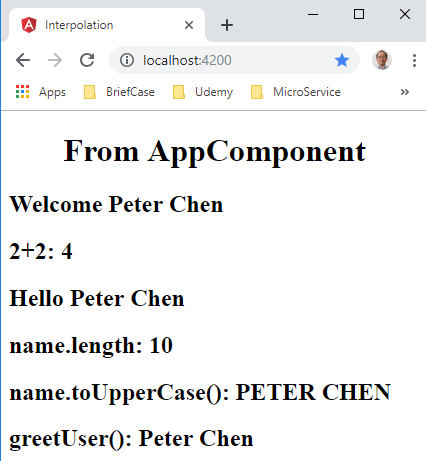 Interpolation
localhost:4200
Apps BriefCase Udemy MicroService »
From AppComponent
Welcome Peter Chen
2+2: 4
Hello Peter Chen
name.length: 10
name.toUpperCase(): PETER CHEN
greetUser(): Peter Chen